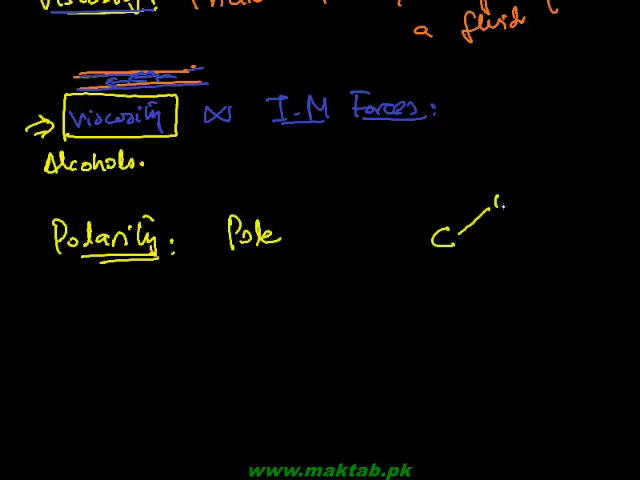 a fluid
Viscosity ∝ I-M Forces:
Alcohols.
Polarity: Pole C
www.maktab.pk